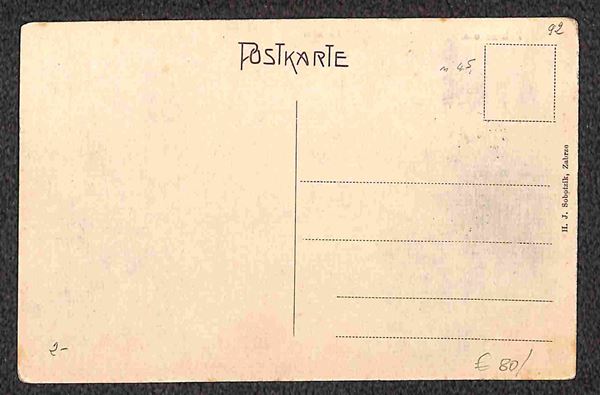 92
POSTKARTE
n 45,
H. J. Sobotzik, Zabrze
2-
€ 80/